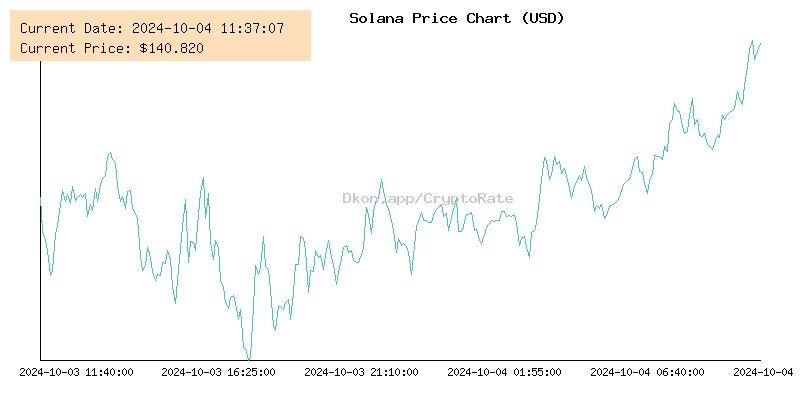 Solana Price Chart (USD)
Current Date: 2024-10-04 11:37:07
Current Price: $140.820
Dkon.app/CryptoRate
2024-10-03 11:40:00 2024-10-03 16:25:00 2024-10-03 21:10:00 2024-10-04 01:55:00 2024-10-04 06:40:00 2024-10-04